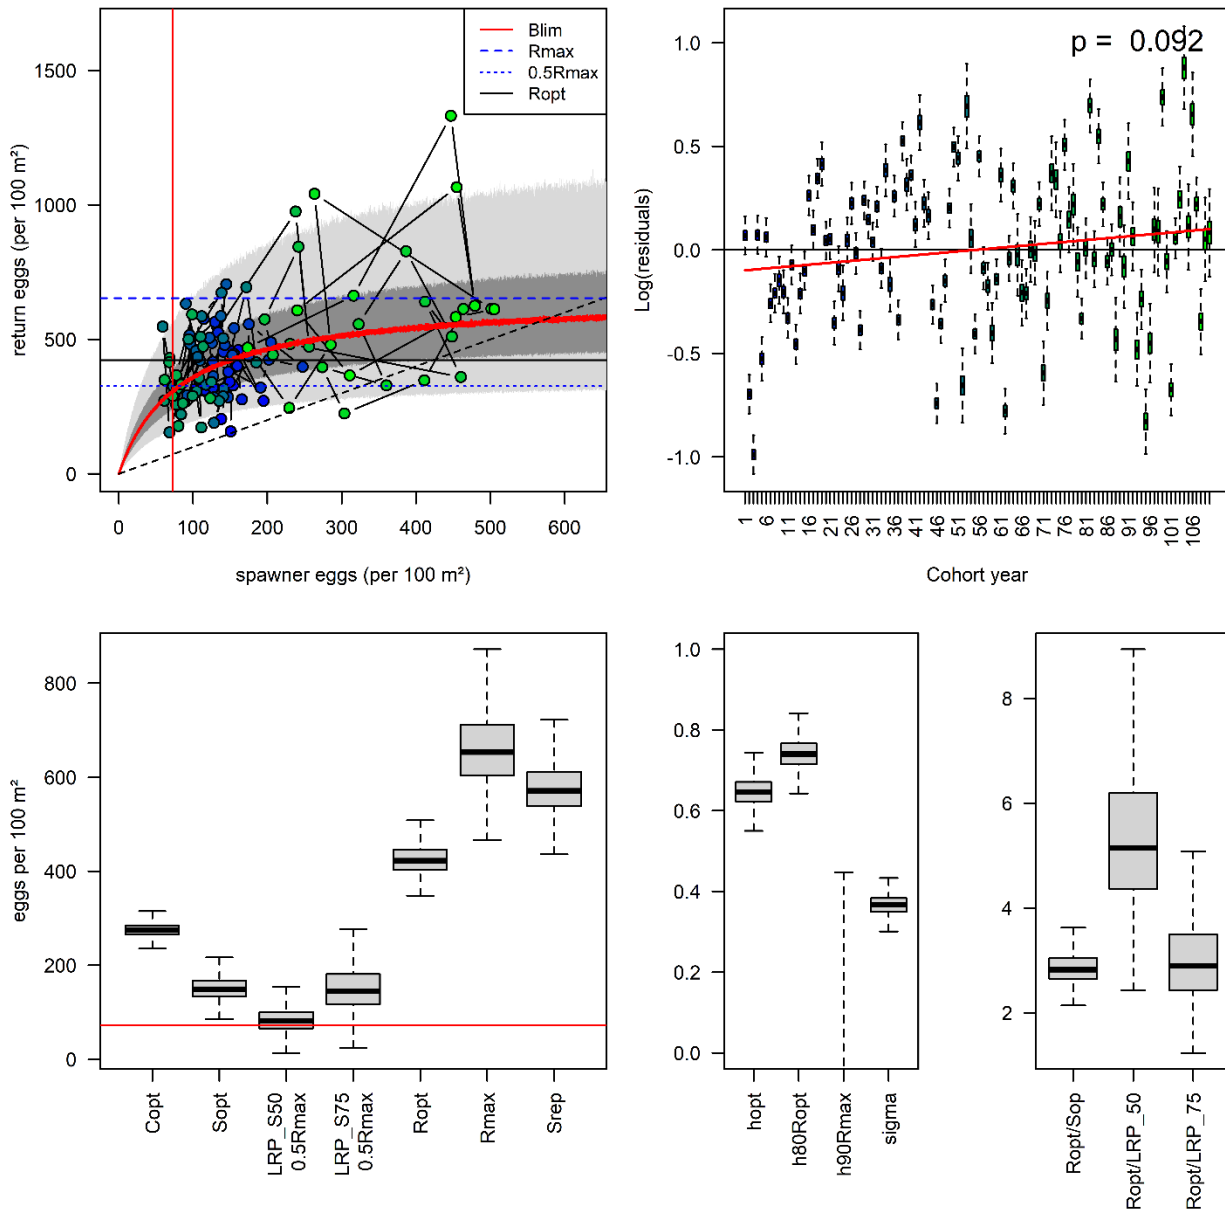 Blim
Rmax
0.5Rmax
Ropt
1500
1000
500
0
return eggs (per 100 m²)
0 100 200 300 400 500 600
spawner eggs (per 100 m²)
p = 0.092
1.0
0.5
0.0
-0.5
-1.0
Log(residuals)
1 6 11 16 21 26 31 36 41 46 51 56 61 66 71 76 81 86 91 96 101 106
Cohort year
800
600
400
200
0
eggs per 100 m²
Copt
Sopt
LRP_S50
0.5Rmax
LRP_S75
0.5Rmax
Ropt
Rmax
Srep
1.0
0.8
0.6
0.4
0.2
0.0
hopt
h80Ropt
h90Rmax
sigma
8
6
4
2
Ropt/Sop
Ropt/LRP_50
Ropt/LRP_75